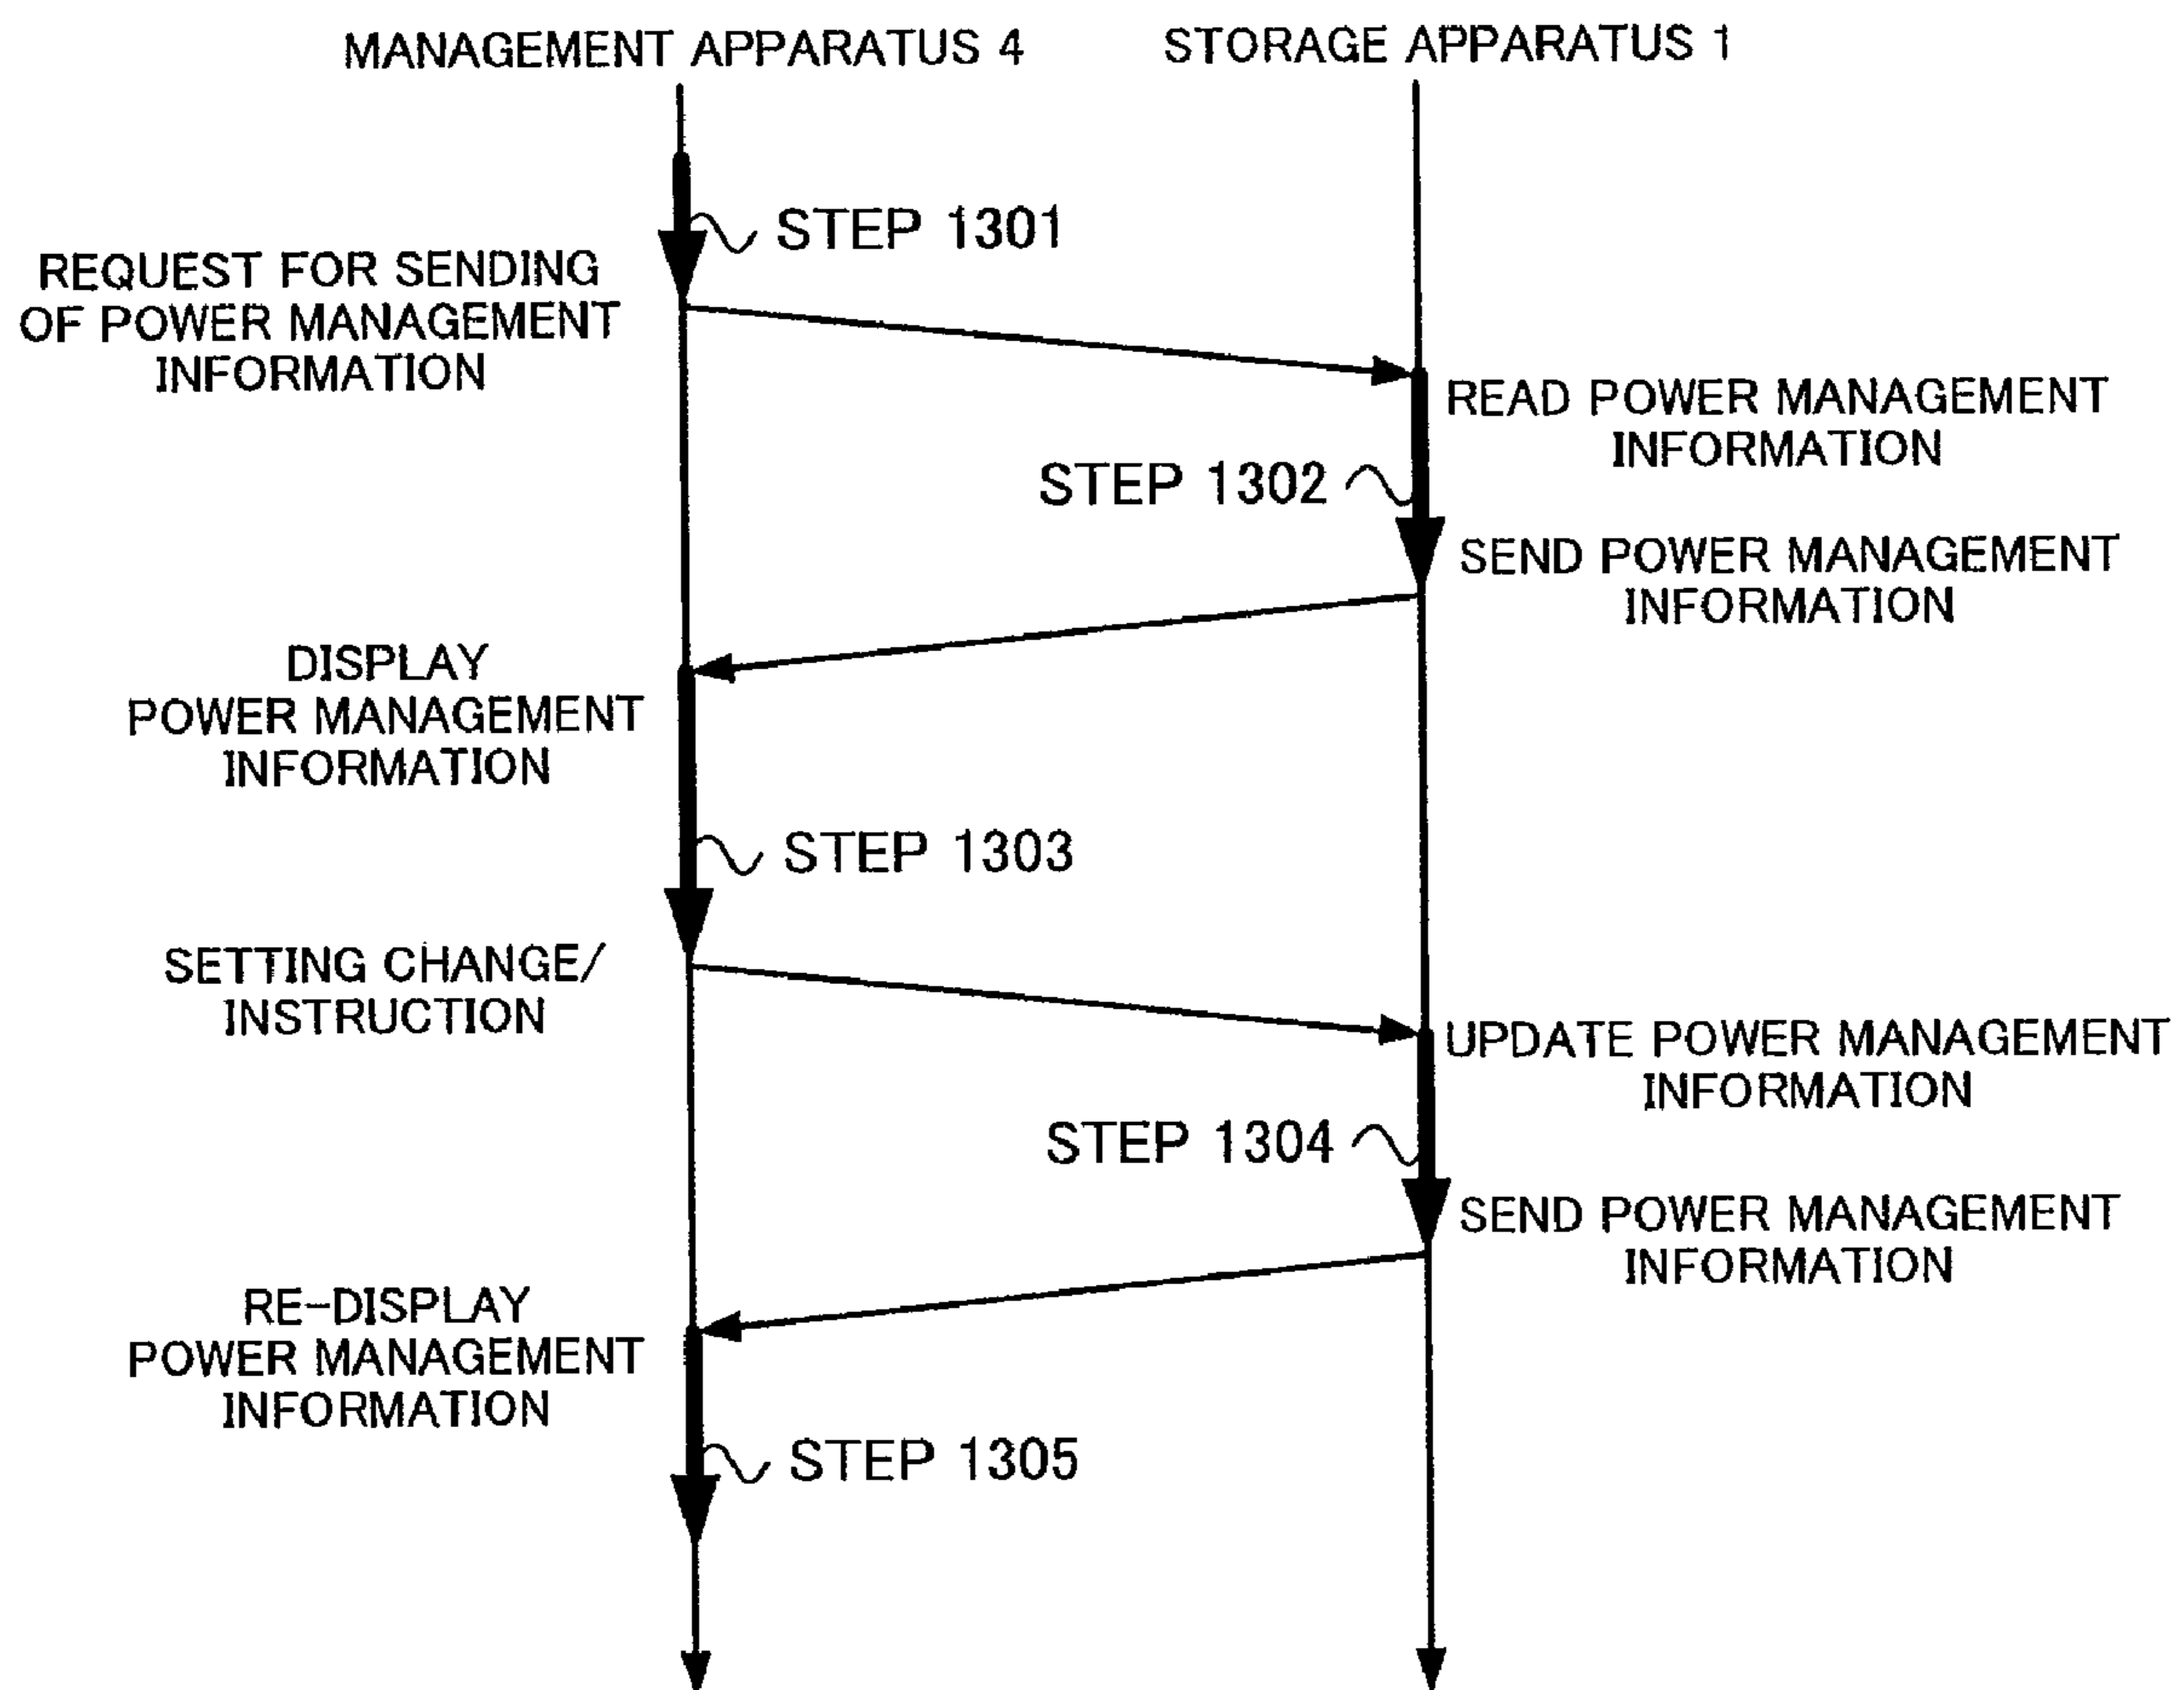 MANAGEMENT APPARATUS 4
STORAGE APPARATUS 1
STEP 1301
REQUEST FOR SENDING
OF POWER MANAGEMENT
INFORMATION
READ POWER MANAGEMENT
INFORMATION
STEP 1302
SEND POWER MANAGEMENT
INFORMATION
DISPLAY
POWER MANAGEMENT
INFORMATION
STEP 1303
SETTING CHANGE/
INSTRUCTION
UPDATE POWER MANAGEMENT
INFORMATION
STEP 1304
SEND POWER MANAGEMENT
INFORMATION
RE-DISPLAY
POWER MANAGEMENT
INFORMATION
STEP 1305